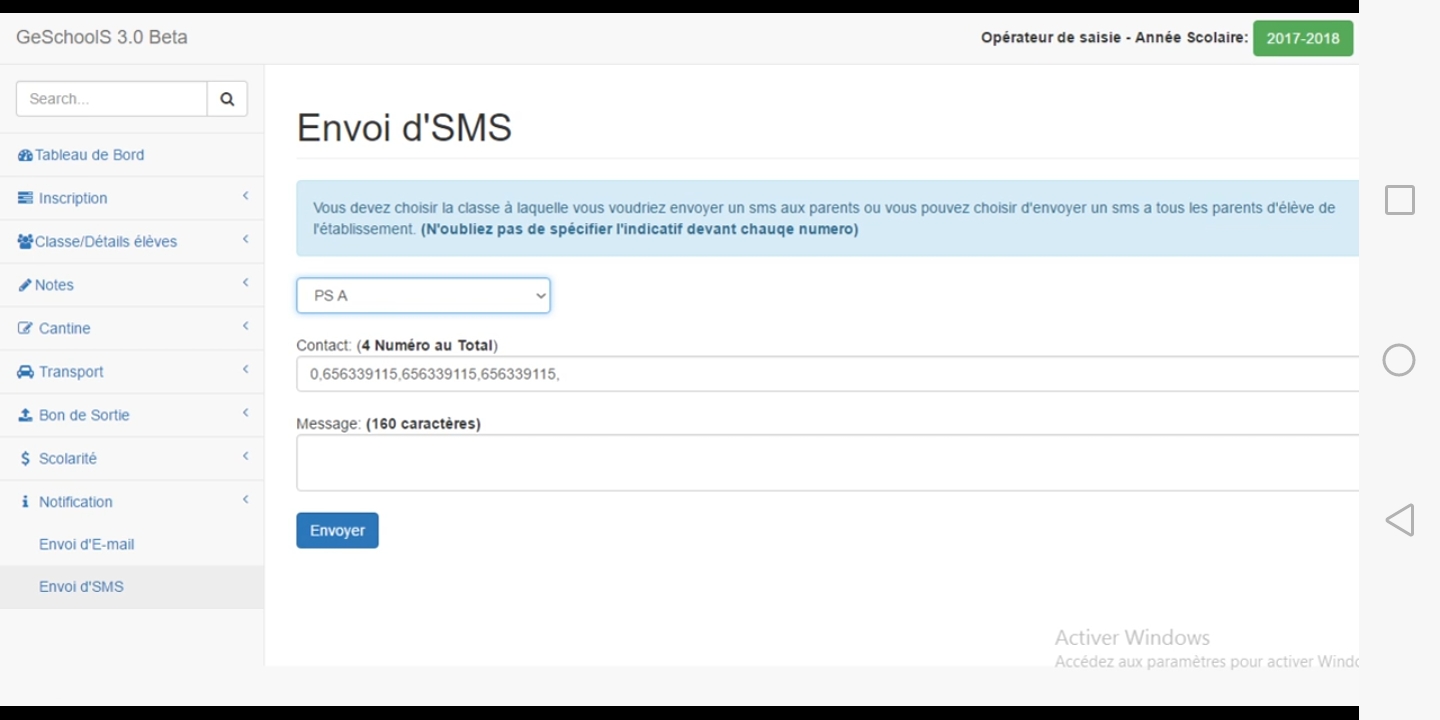 GeSchoolS 3.0 Beta
Opérateur de saisie - Année Scolaire: 2017-2018
Search...
Tableau de Bord
Inscription
Classe/Détails élèves
Notes
Cantine
Transport
Bon de Sortie
Scolarité
Notification
Envoi d'E-mail
Envoi d'SMS
Envoi d'SMS
Vous devez choisir la classe à laquelle vous voudriez envoyer un sms aux parents ou vous pouvez choisir d'envoyer un sms a tous les parents d'élève de
l'établissement. (N'oubliez pas de spécifier l'indicatif devant chauqe numero)
PS A
Contact: (4 Numéro au Total)
0,656339115,656339115,656339115,
Message: (160 caractères)
Envoyer
Activer Windows
Accédez aux paramètres pour activer Windo